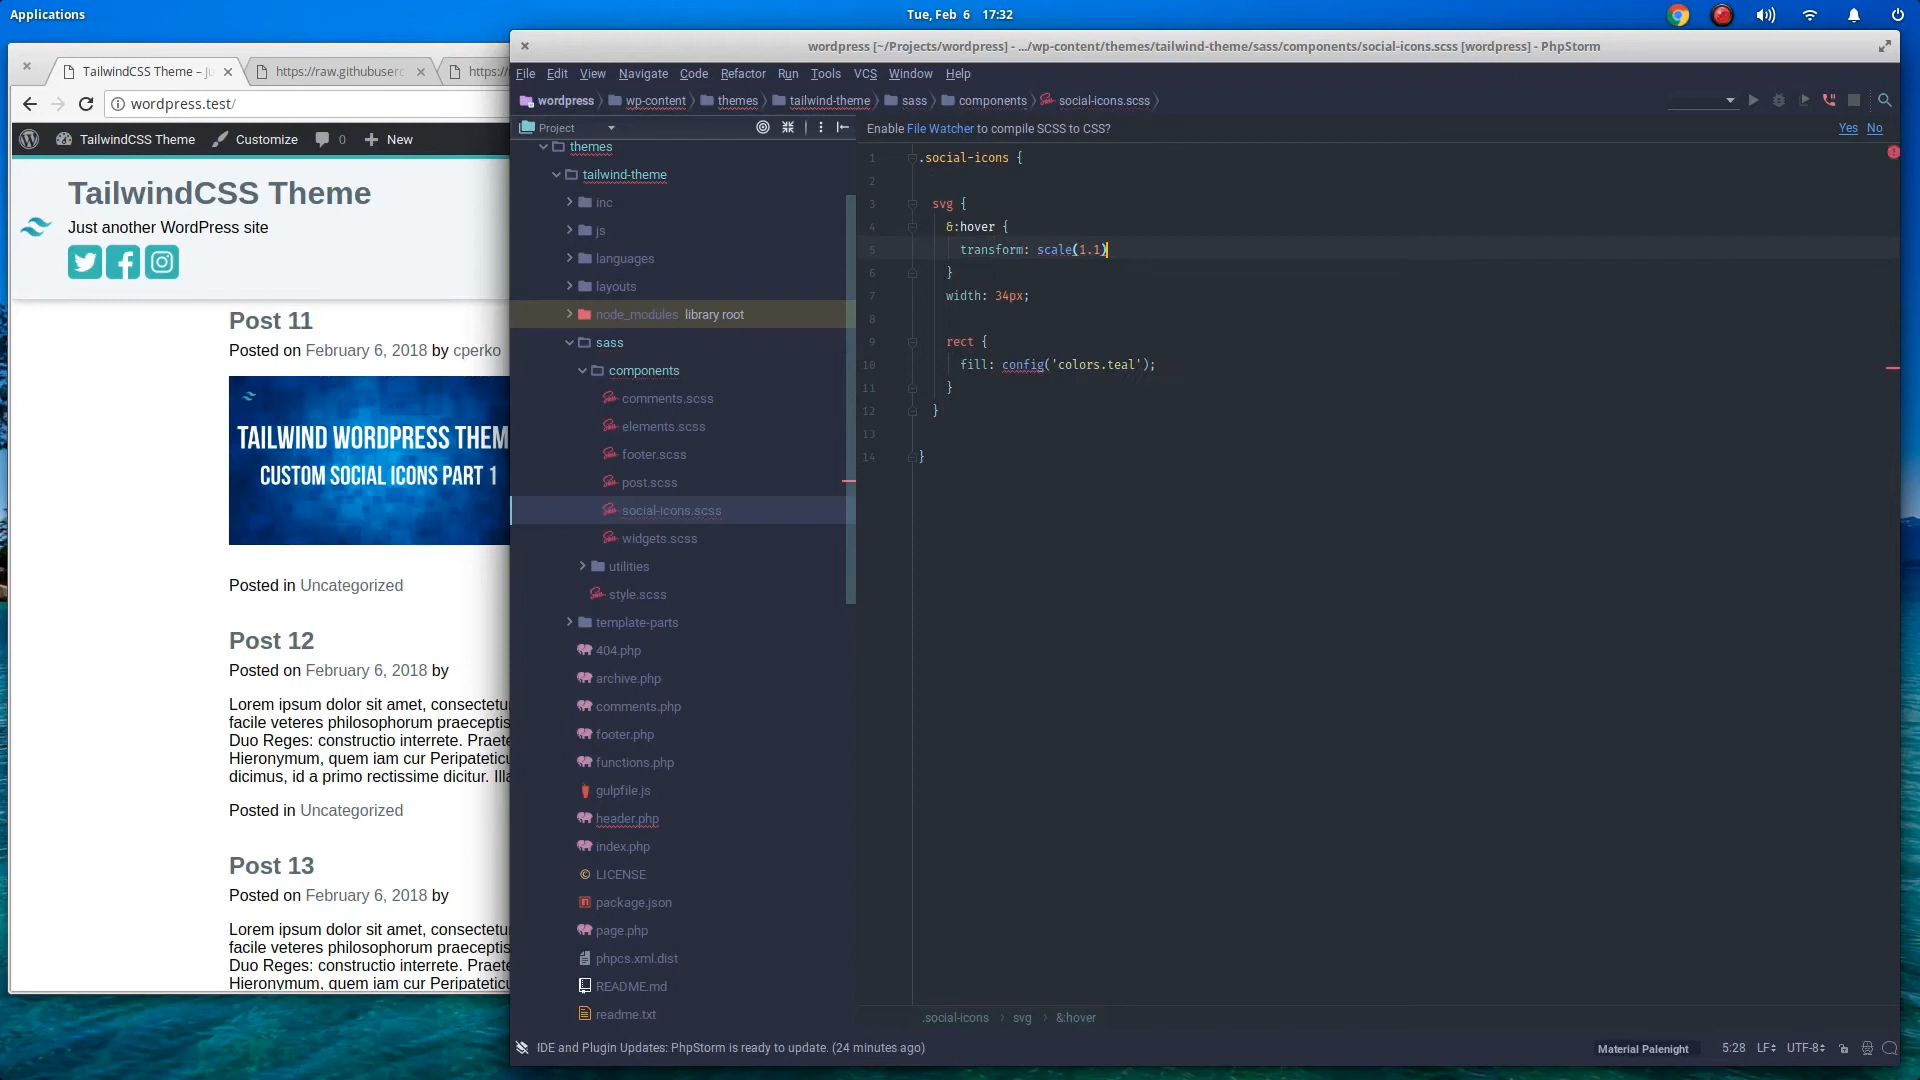 Applications
Tue, Feb 6 17:32
TailwindCSS Theme – Ju
https://raw.githubuserc
https:/
wordpress.test/
TailwindCSS Theme
Customize
0
New
TailwindCSS Theme
Just another WordPress site
Post 11
Posted on February 6, 2018 by cperko
TAILWIND WORDPRESS THEM
CUSTOM SOCIAL ICONS PART 1
Posted in Uncategorized
Post 12
Posted on February 6, 2018 by
Lorem ipsum dolor sit amet, consectetu
facile veteres philosophorum praeceptis
Duo Reges: constructio interrete. Praete
Hieronymum, quem iam cur Peripateticu
dicimus, id a primo rectissime dicitur. Illa
Posted in Uncategorized
Post 13
Posted on February 6, 2018 by
Lorem ipsum dolor sit amet, consectetu
facile veteres philosophorum praeceptis
Duo Reges: constructio interrete. Praete
Hieronymum, quem iam cur Peripateticu
wordpress [~/Projects/wordpress] - .../wp-content/themes/tailwind-theme/sass/components/social-icons.scss [wordpress] - PhpStorm
File Edit View Navigate Code Refactor Run Tools VCS Window Help
wordpress wp-content themes tailwind-theme sass components social-icons.scss
Project
themes
tailwind-theme
inc
js
languages
layouts
node_modules library root
sass
components
comments.scss
elements.scss
footer.scss
post.scss
social-icons.scss
widgets.scss
utilities
style.scss
template-parts
404.php
archive.php
comments.php
footer.php
functions.php
gulpfile.js
header.php
index.php
LICENSE
package.json
page.php
phpcs.xml.dist
README.md
readme.txt
Enable File Watcher to compile SCSS to CSS?
Yes No
1 .social-icons {
2
3 svg {
4 &:hover {
5 transform: scale(1.1)
6 }
7 width: 34px;
8
9 rect {
10 fill: config('colors.teal');
11 }
12 }
13
14 }
.social-icons › svg › &:hover
IDE and Plugin Updates: PhpStorm is ready to update. (24 minutes ago)
Material Palenight 5:28 LF UTF-8